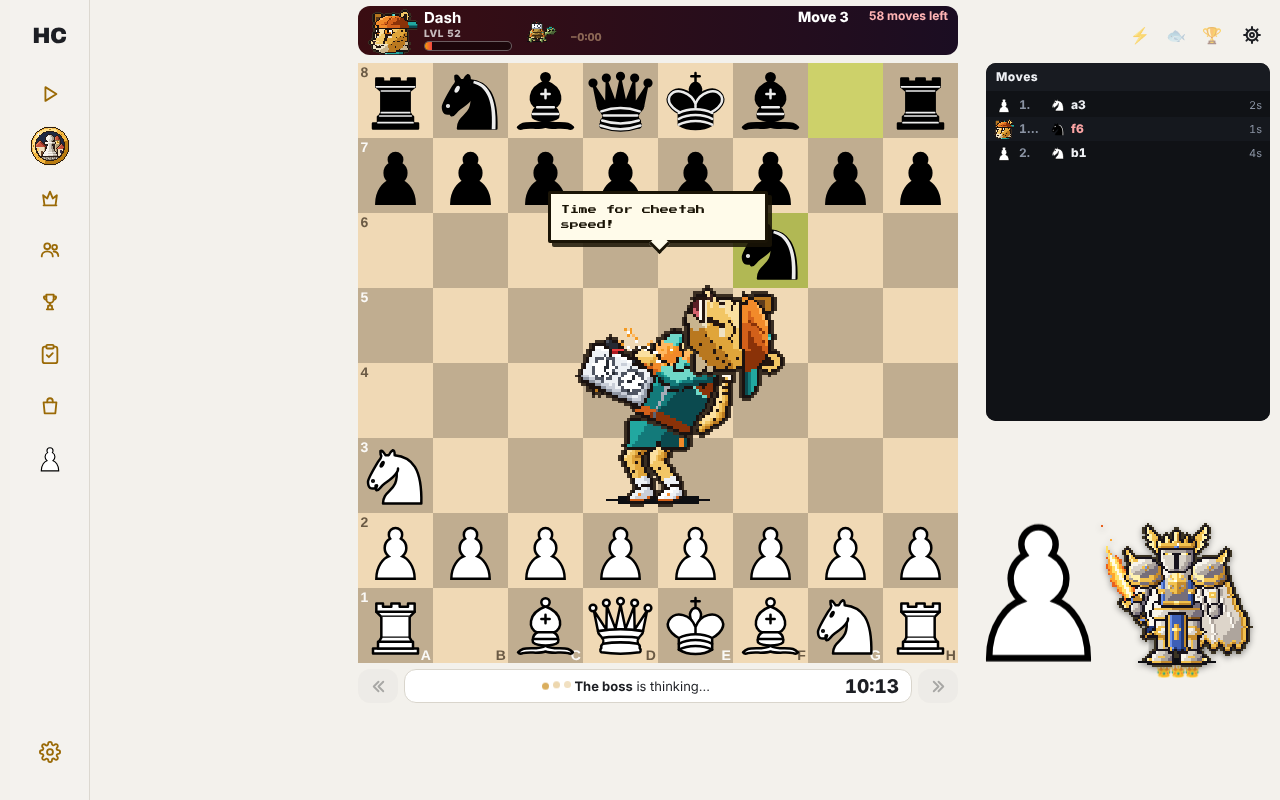 HC
Dash
LVL 52
–0:00
Move 3
58 moves left
8
7
6
5
4
3
2
1
A
B
C
D
E
F
G
H
Time for cheetah
speed!
The boss is thinking...
10:13
Moves
1. a3 2s
1... f6 1s
2. b1 4s